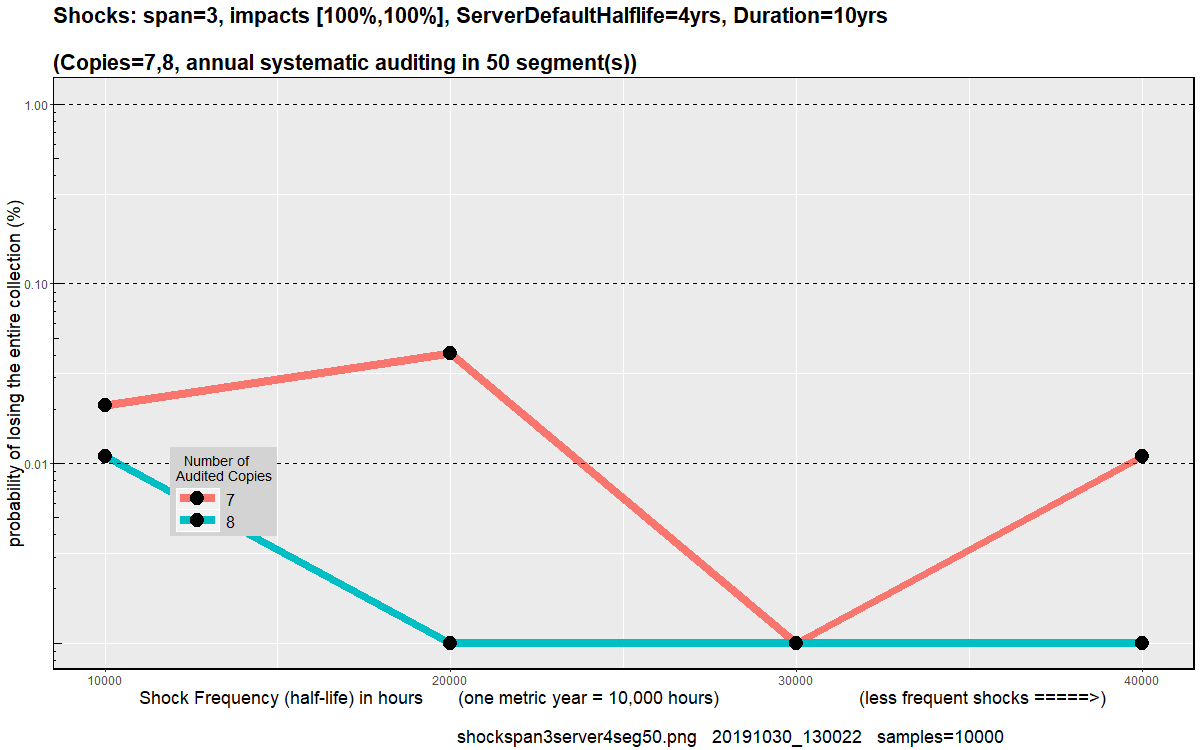 Shocks: span=3, impacts [100%,100%], ServerDefaultHalflife=4yrs, Duration=10yrs
(Copies=7,8, annual systematic auditing in 50 segment(s))
probability of losing the entire collection (%)
1.00
0.10
0.01
Number of
Audited Copies
7
8
10000 20000 30000 40000
Shock Frequency (half-life) in hours (one metric year = 10,000 hours) (less frequent shocks =====>)
shockspan3server4seg50.png 20191030_130022 samples=10000